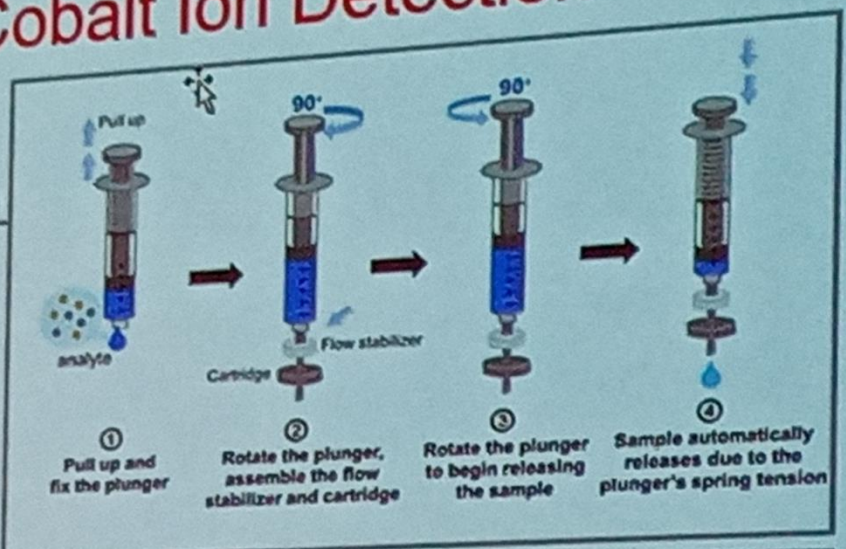 Cobalt Ion Detection
Pull up
90°
90°
analyte
Flow stabilizer
Cartridge
1
Pull up and
fix the plunger
2
Rotate the plunger,
assemble the flow
stabilizer and cartridge
3
Rotate the plunger
to begin releasing
the sample
4
Sample automatically
releases due to the
plunger's spring tension